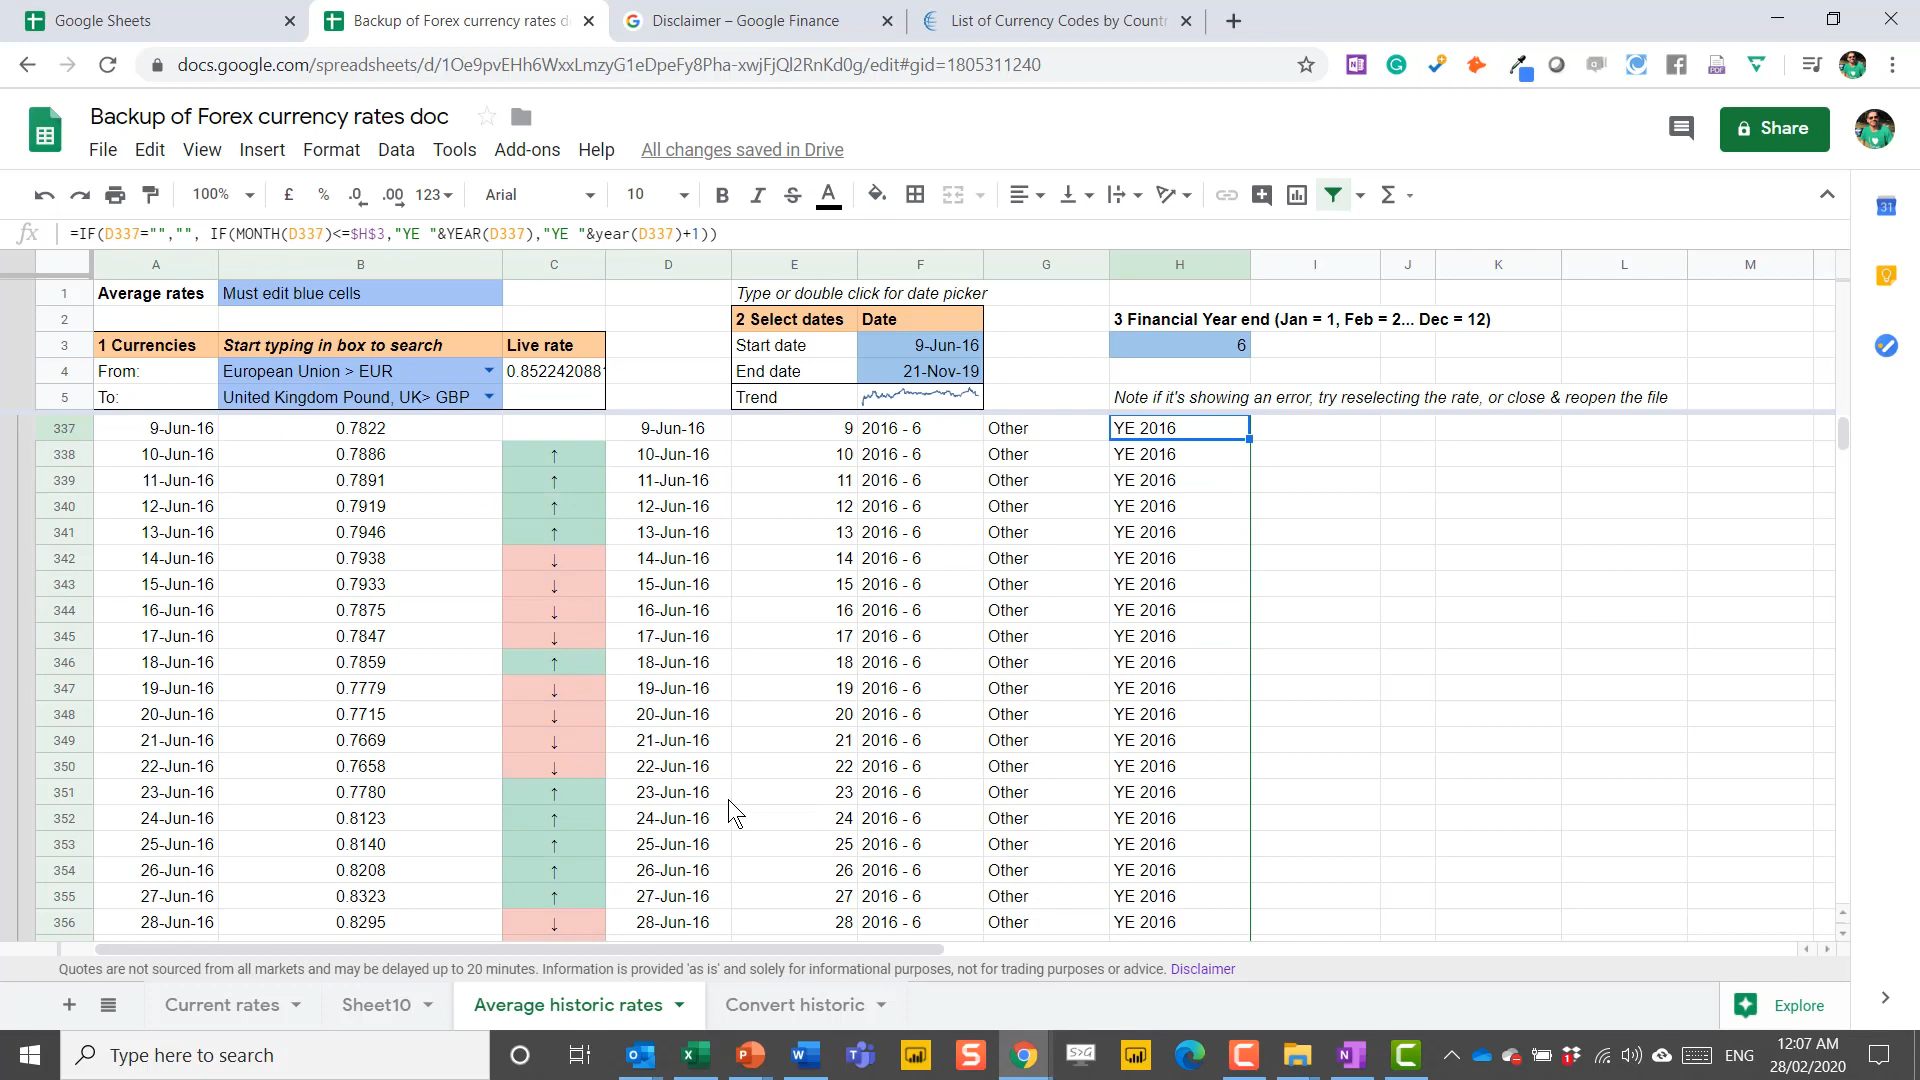 Google Sheets
Backup of Forex currency rates d
Disclaimer – Google Finance
List of Currency Codes by Countr
docs.google.com/spreadsheets/d/1Oe9pvEHh6WxxLmzyG1eDpeFy8Pha-xwjFjQl2RnKd0g/edit#gid=1805311240
Backup of Forex currency rates doc
File Edit View Insert Format Data Tools Add-ons Help All changes saved in Drive
Share
100% £ % .0 .00 123 Arial 10 B I S A Σ
fx =IF(D337="","", IF(MONTH(D337)<=$H$3,"YE "&YEAR(D337),"YE "&year(D337)+1))
A B C D E F G H I J K L M
1 Average rates Must edit blue cells Type or double click for date picker
2 2 Select dates Date 3 Financial Year end (Jan = 1, Feb = 2... Dec = 12)
3 1 Currencies Start typing in box to search Live rate Start date 9-Jun-16 6
4 From: European Union > EUR 0.852242088 End date 21-Nov-19
5 To: United Kingdom Pound, UK> GBP Trend Note if it's showing an error, try reselecting the rate, or close & reopen the file
337 9-Jun-16 0.7822 9-Jun-16 9 2016 - 6 Other YE 2016
338 10-Jun-16 0.7886 ↑ 10-Jun-16 10 2016 - 6 Other YE 2016
339 11-Jun-16 0.7891 ↑ 11-Jun-16 11 2016 - 6 Other YE 2016
340 12-Jun-16 0.7919 ↑ 12-Jun-16 12 2016 - 6 Other YE 2016
341 13-Jun-16 0.7946 ↑ 13-Jun-16 13 2016 - 6 Other YE 2016
342 14-Jun-16 0.7938 ↓ 14-Jun-16 14 2016 - 6 Other YE 2016
343 15-Jun-16 0.7933 ↓ 15-Jun-16 15 2016 - 6 Other YE 2016
344 16-Jun-16 0.7875 ↓ 16-Jun-16 16 2016 - 6 Other YE 2016
345 17-Jun-16 0.7847 ↓ 17-Jun-16 17 2016 - 6 Other YE 2016
346 18-Jun-16 0.7859 ↑ 18-Jun-16 18 2016 - 6 Other YE 2016
347 19-Jun-16 0.7779 ↓ 19-Jun-16 19 2016 - 6 Other YE 2016
348 20-Jun-16 0.7715 ↓ 20-Jun-16 20 2016 - 6 Other YE 2016
349 21-Jun-16 0.7669 ↓ 21-Jun-16 21 2016 - 6 Other YE 2016
350 22-Jun-16 0.7658 ↓ 22-Jun-16 22 2016 - 6 Other YE 2016
351 23-Jun-16 0.7780 ↑ 23-Jun-16 23 2016 - 6 Other YE 2016
352 24-Jun-16 0.8123 ↑ 24-Jun-16 24 2016 - 6 Other YE 2016
353 25-Jun-16 0.8140 ↑ 25-Jun-16 25 2016 - 6 Other YE 2016
354 26-Jun-16 0.8208 ↑ 26-Jun-16 26 2016 - 6 Other YE 2016
355 27-Jun-16 0.8323 ↑ 27-Jun-16 27 2016 - 6 Other YE 2016
356 28-Jun-16 0.8295 ↓ 28-Jun-16 28 2016 - 6 Other YE 2016
Quotes are not sourced from all markets and may be delayed up to 20 minutes. Information is provided 'as is' and solely for informational purposes, not for trading purposes or advice. Disclaimer
Current rates Sheet10 Average historic rates Convert historic Explore
Type here to search
ENG
12:07 AM
28/02/2020